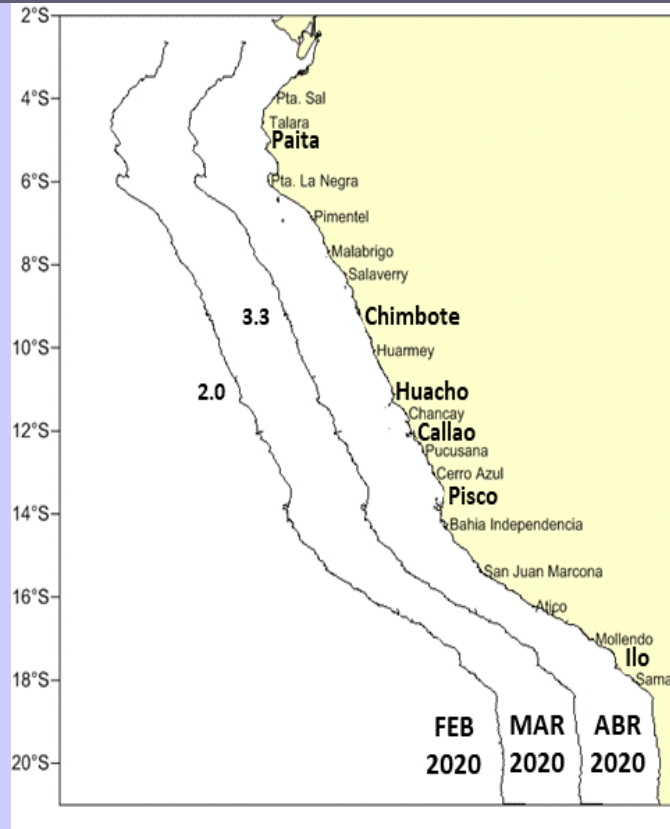 2°S
4°S
Pta. Sal
Talara
Paita
6°S
Pta. La Negra
Pimentel
Malabrigo
8°S
Salaverry
3.3
Chimbote
10°S
Huarmey
2.0
Huacho
Chancay
12°S
Callao
Pucusana
Cerro Azul
Pisco
14°S
Bahia Independencia
San Juan Marcona
16°S
Atico
Mollendo
Ilo
18°S
Sama
FEB MAR ABR
2020 2020 2020
20°S